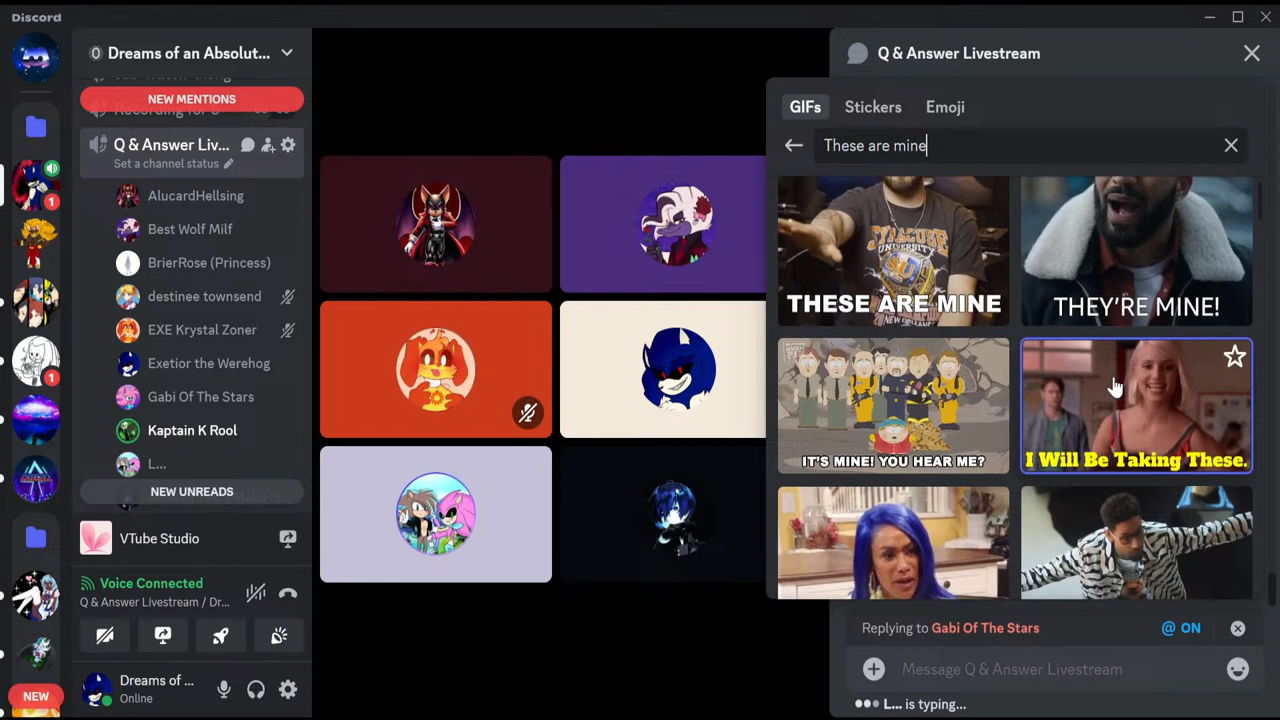 Discord
Dreams of an Absolut...
NEW MENTIONS
Q & Answer Liv...
Set a channel status
AlucardHellsing
Best Wolf Milf
BrierRose (Princess)
destinee townsend
EXE Krystal Zoner
Exetior the Werehog
Gabi Of The Stars
Kaptain K Rool
L...
NEW UNREADS
VTube Studio
Voice Connected
Q & Answer Livestream / Dr...
Dreams of ...
Online
1
1
NEW
Q & Answer Livestream
GIFs Stickers Emoji
These are mine
SYRACUSE
UNIVERSITY
THESE ARE MINE
THEY'RE MINE!
IT'S MINE! YOU HEAR ME?
I Will Be Taking These.
Replying to Gabi Of The Stars
@ ON
Message Q & Answer Livestream
L... is typing...